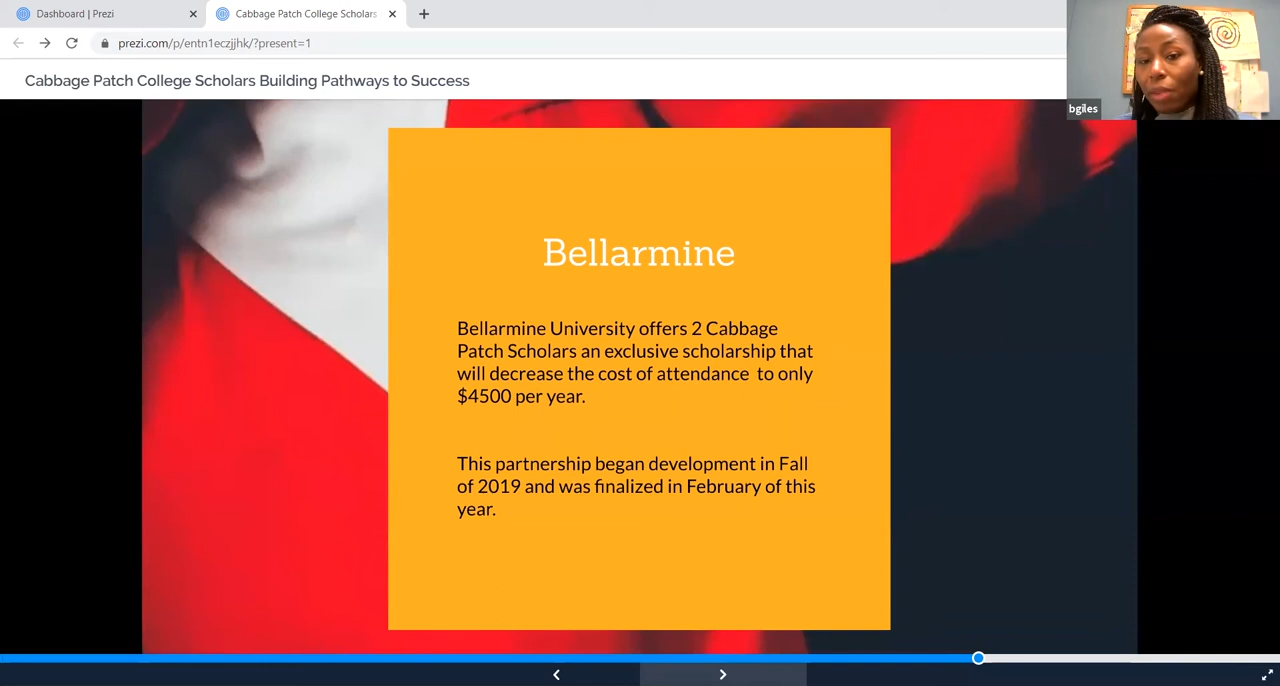 Dashboard | Prezi
Cabbage Patch College Scholars
prezi.com/p/entn1eczjjhk/?present=1
Cabbage Patch College Scholars Building Pathways to Success
bgiles
Bellarmine
Bellarmine University offers 2 Cabbage
Patch Scholars an exclusive scholarship that
will decrease the cost of attendance to only
$4500 per year.
This partnership began development in Fall
of 2019 and was finalized in February of this
year.